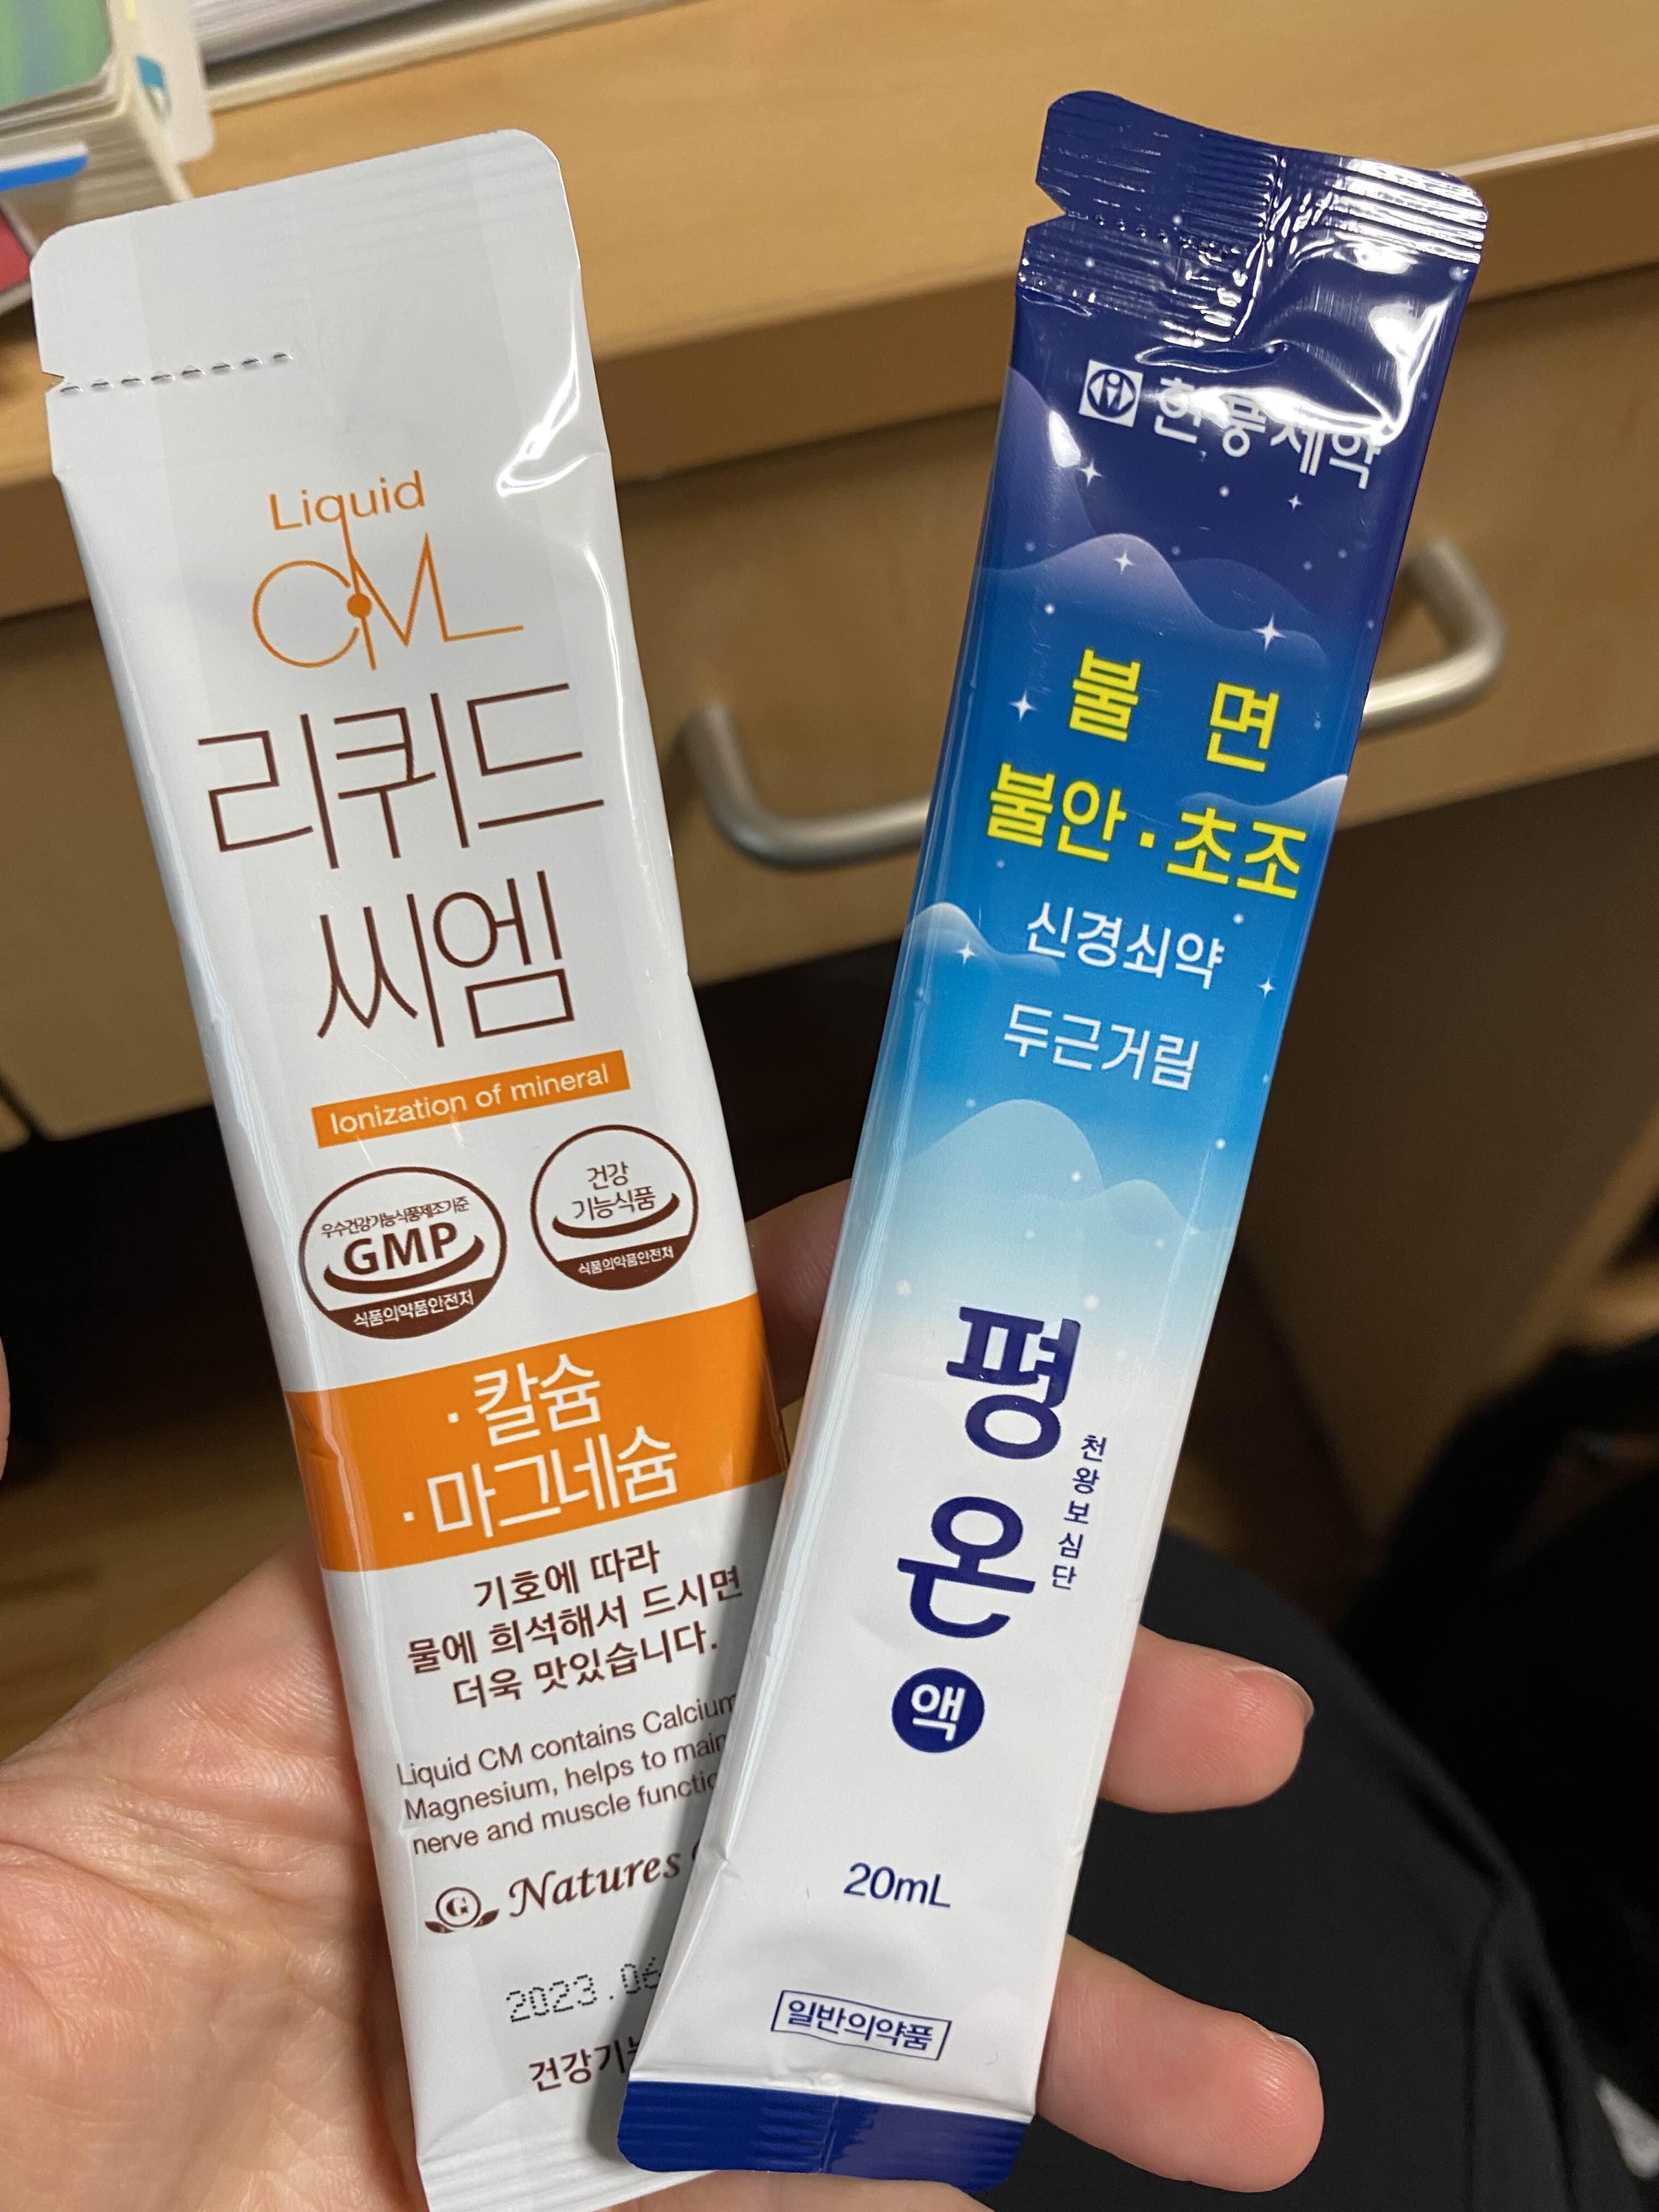 Liquid
CM
리퀴드
씨엠
Ionization of mineral
우수건강기능식품제조기준
GMP
식품의약품안전처
건강
기능식품
식품의약품안전처
· 칼슘
· 마그네슘
기호에 따라
물에 희석해서 드시면
더욱 맛있습니다.
Liquid CM contains Calcium
Magnesium, helps to
nerve and muscle
G Natures
2023.06
한풍제약
불 면
불안·초조
신경쇠약
두근거림
평온
천왕보심단
액
20mL
일반의약품